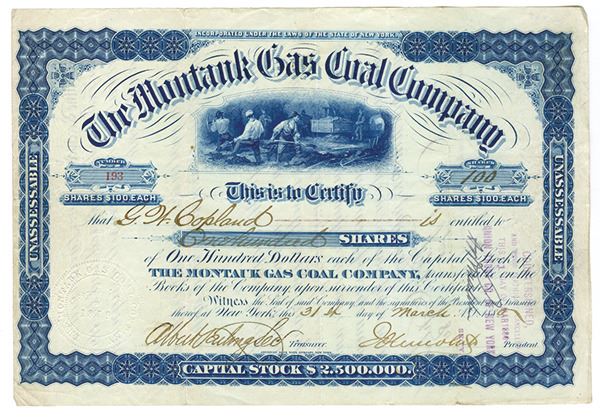 INCORPORATED UNDER THE LAWS OF THE STATE OF NEW YORK.
The Montauk Gas Coal Company
NUMBER
193
SHARES $100. EACH
SHARES
100
SHARES $100. EACH
UNASSESSABLE
UNASSESSABLE
This is to Certify
that G. W. Copland is entitled to
One Hundred SHARES
of One Hundred Dollars each of the Capital Stock of
THE MONTAUK GAS COAL COMPANY, transferable on the
Books of the Company, upon surrender of this Certificate.
Witness the Seal of said Company, and the signatures of the President and Treasurer
thereof at New York, this 31st day of March
Treasurer
President
CAPITAL STOCK $2,500,000.